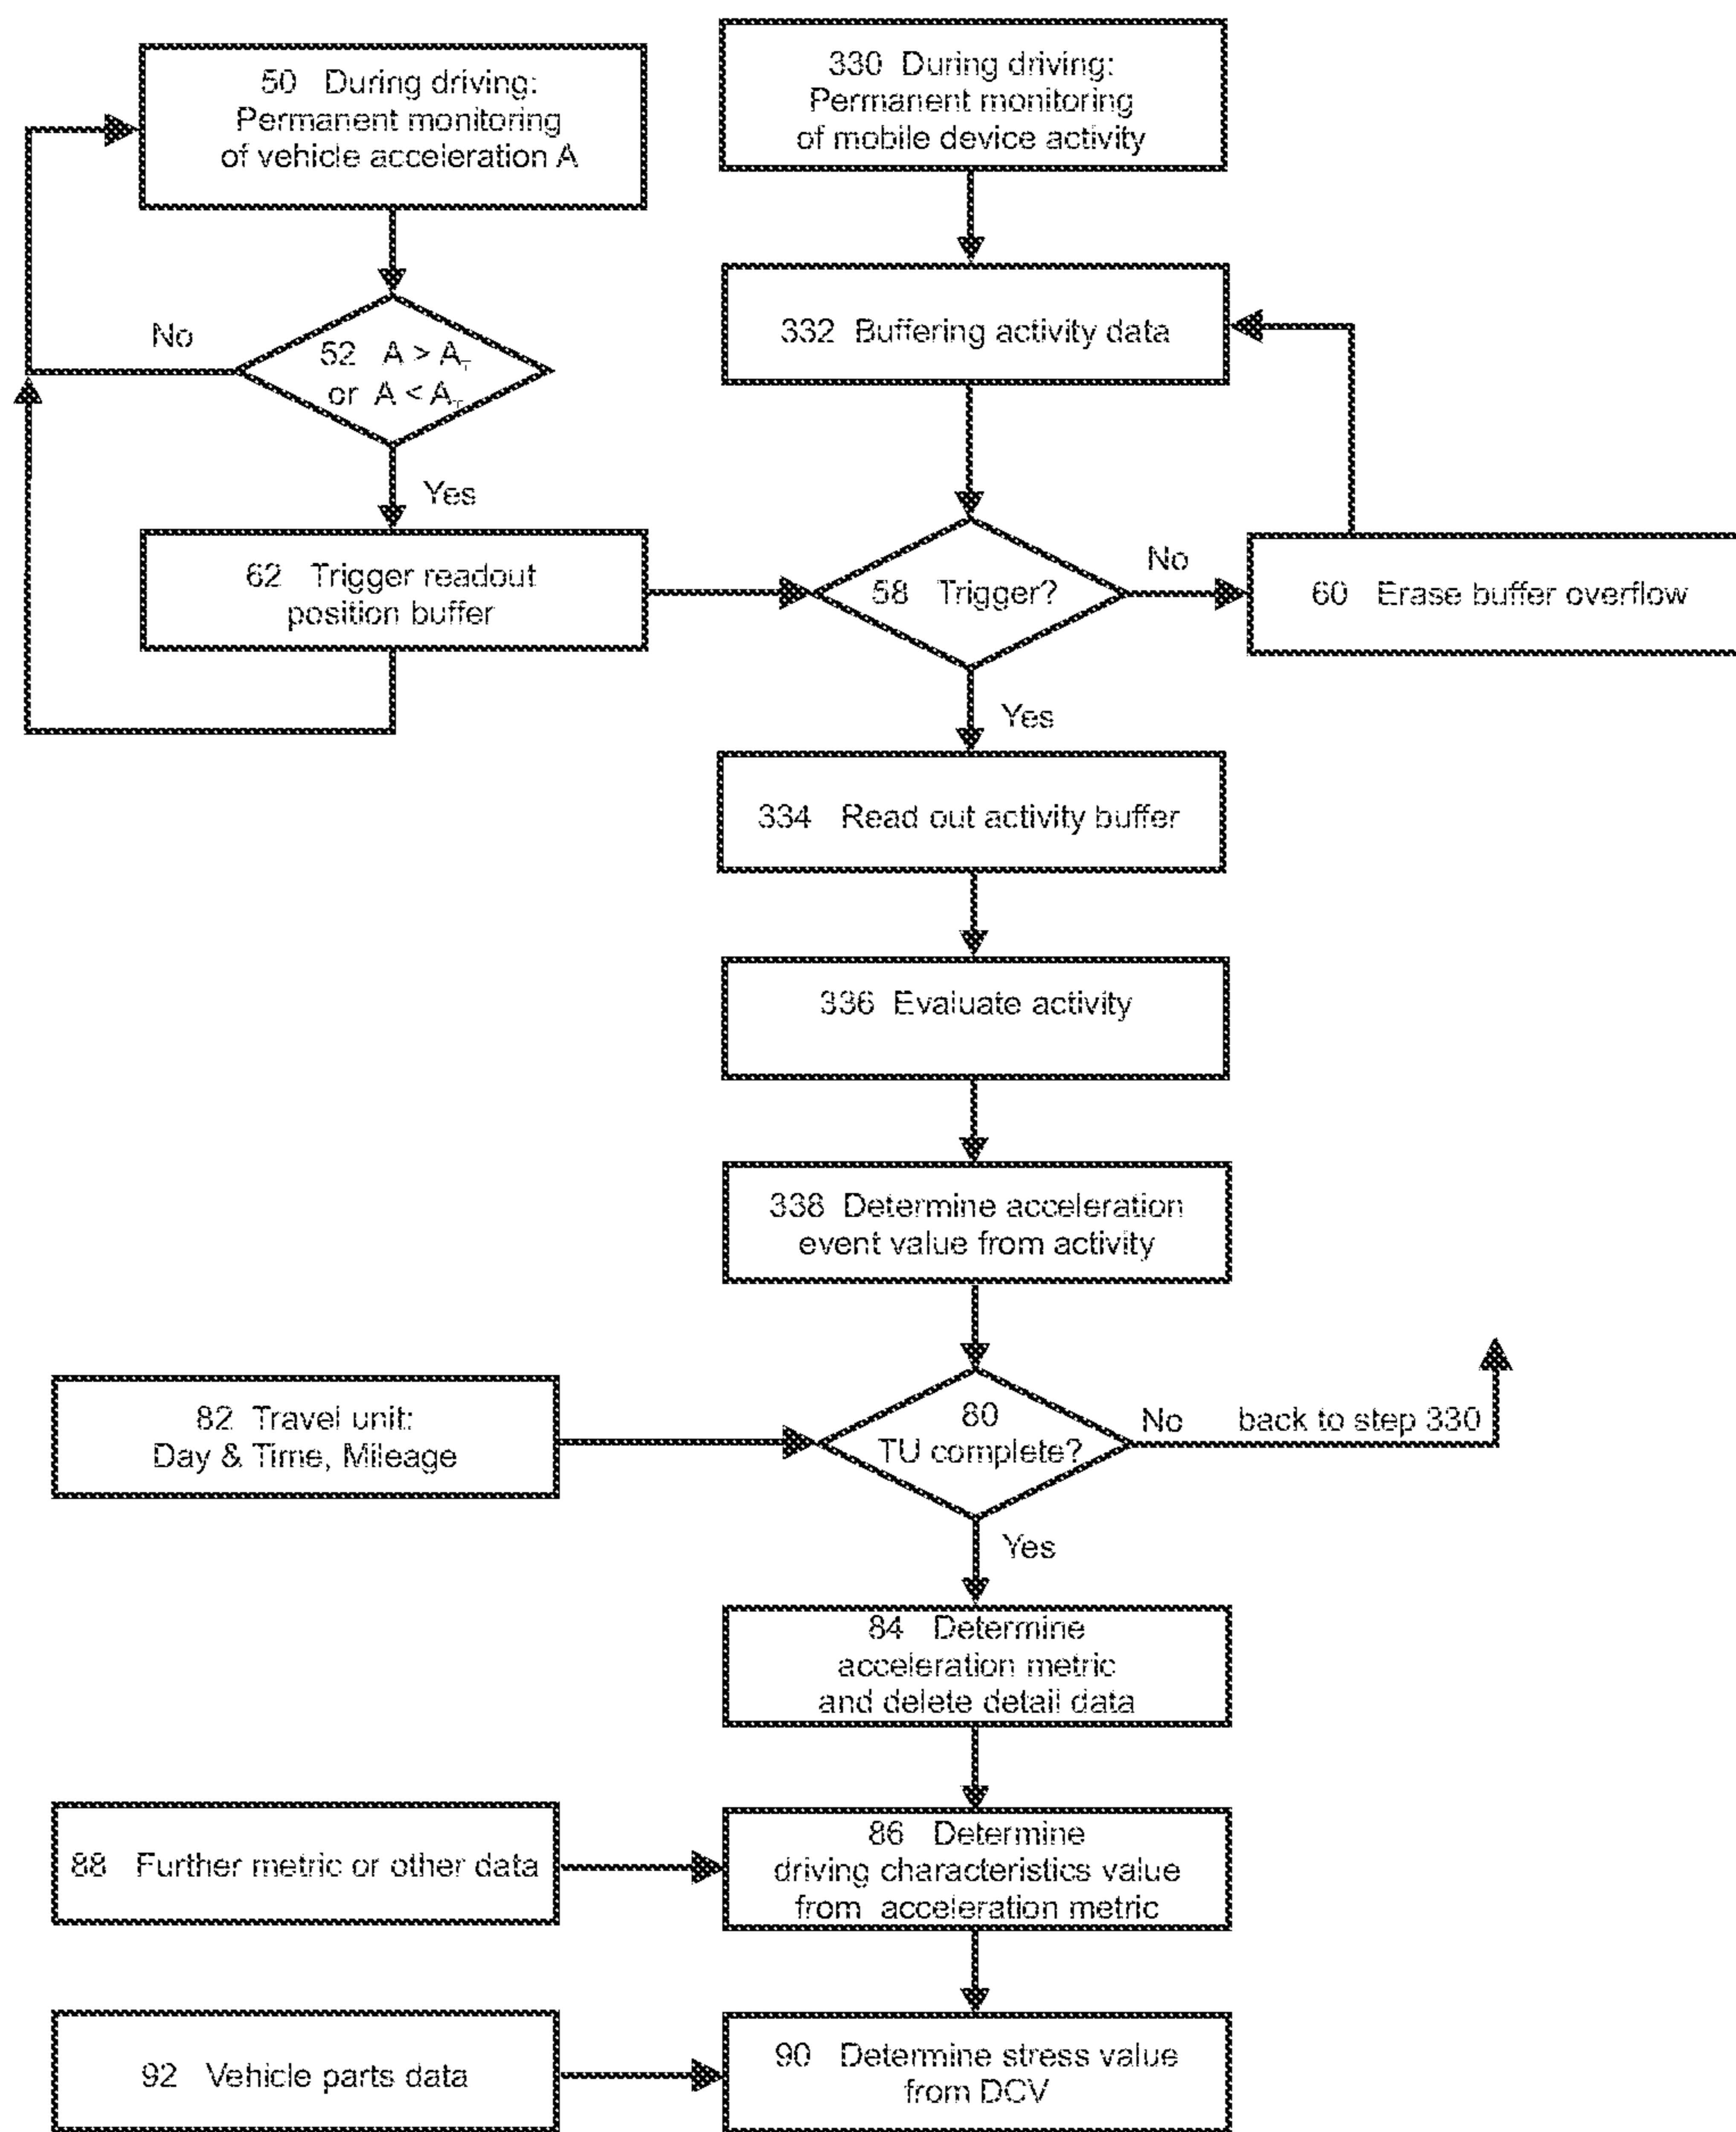 50 During driving:
Permanent monitoring
of vehicle acceleration A
330 During driving:
Permanent monitoring
of mobile device activity
No
52 A > A_T
or A < A_T
332 Buffering activity data
Yes
62 Trigger readout
position buffer
58 Trigger?
No
60 Erase buffer overflow
Yes
334 Read out activity buffer
336 Evaluate activity
338 Determine acceleration
event value from activity
82 Travel unit:
Day & Time, Mileage
80
TU complete?
No back to step 330
Yes
84 Determine
acceleration metric
and delete detail data
88 Further metric or other data
86 Determine
driving characteristics value
from acceleration metric
92 Vehicle parts data
90 Determine stress value
from DCV